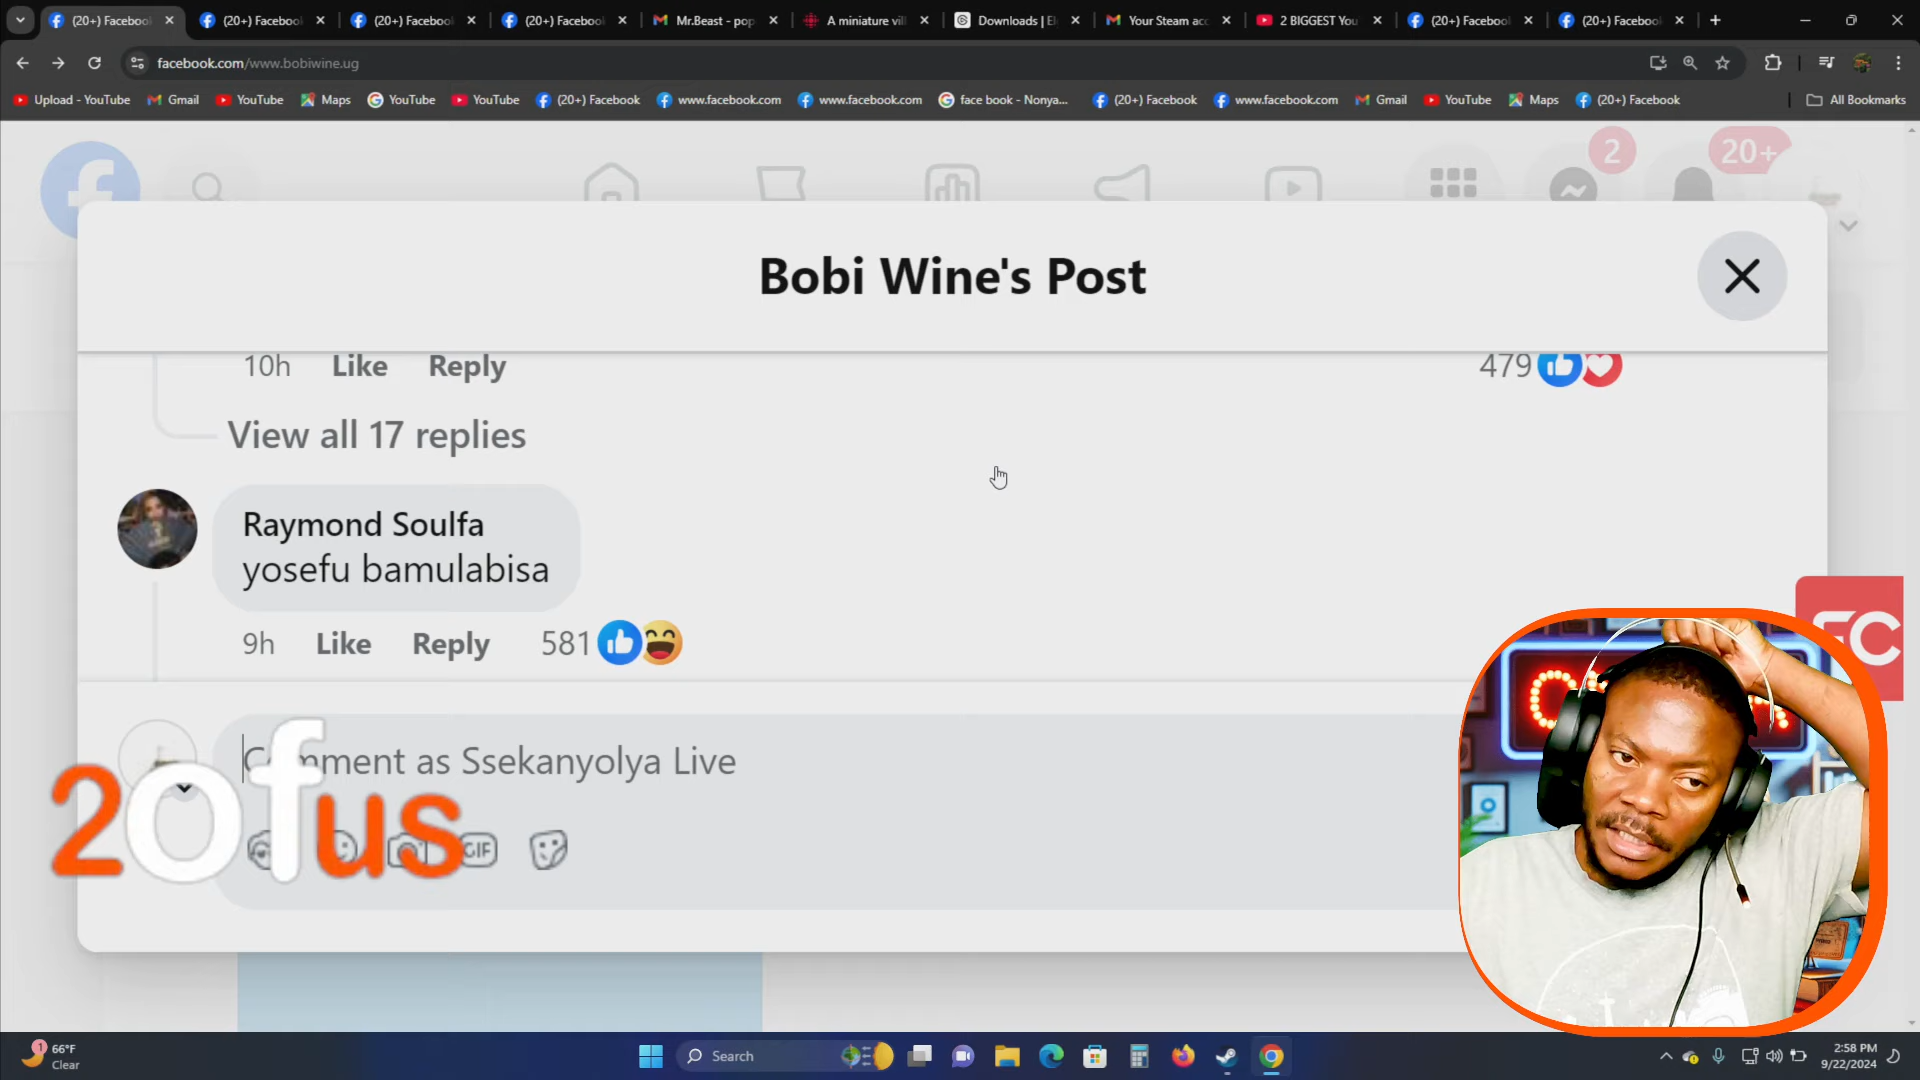 (20+) Facebook
(20+) Facebook
(20+) Facebook
(20+) Facebook
Mr.Beast - pop
A miniature vill
Downloads | El
Your Steam acc
2 BIGGEST You
(20+) Facebook
(20+) Facebook
facebook.com/www.bobiwine.ug
Upload - YouTube
Gmail
YouTube
Maps
YouTube
YouTube
(20+) Facebook
www.facebook.com
www.facebook.com
face book - Nonya...
(20+) Facebook
www.facebook.com
Gmail
YouTube
Maps
(20+) Facebook
All Bookmarks
2
20+
Bobi Wine's Post
10h Like Reply
479
View all 17 replies
Raymond Soulfa
yosefu bamulabisa
9h Like Reply 581
Comment as Ssekanyolya Live
GIF
2Ofus
1
66°F
Clear
Search
2:58 PM
9/22/2024